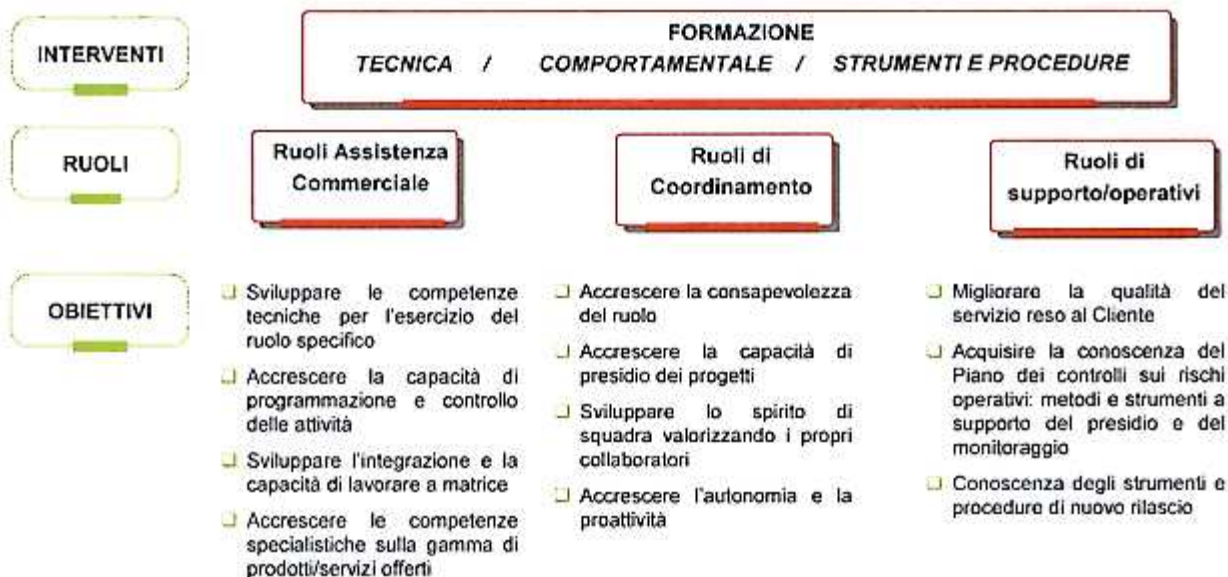 INTERVENTI
FORMAZIONE
TECNICA / COMPORTAMENTALE / STRUMENTI E PROCEDURE
RUOLI
Ruoli Assistenza
Commerciale
Ruoli di
Coordinamento
Ruoli di
supporto/operativi
OBIETTIVI
Sviluppare le competenze
tecniche per l'esercizio del
ruolo specifico
Accrescere la capacità di
programmazione e controllo
delle attività
Sviluppare l'integrazione e la
capacità di lavorare a matrice
Accrescere le competenze
specialistiche sulla gamma di
prodotti/servizi offerti
Accrescere la consapevolezza
del ruolo
Accrescere la capacità di
presidio dei progetti
Sviluppare lo spirito di
squadra valorizzando i propri
collaboratori
Accrescere l'autonomia e la
proattività
Migliorare la qualità del
servizio reso al Cliente
Acquisire la conoscenza del
Piano dei controlli sui rischi
operativi: metodi e strumenti a
supporto del presidio e del
monitoraggio
Conoscenza degli strumenti e
procedure di nuovo rilascio